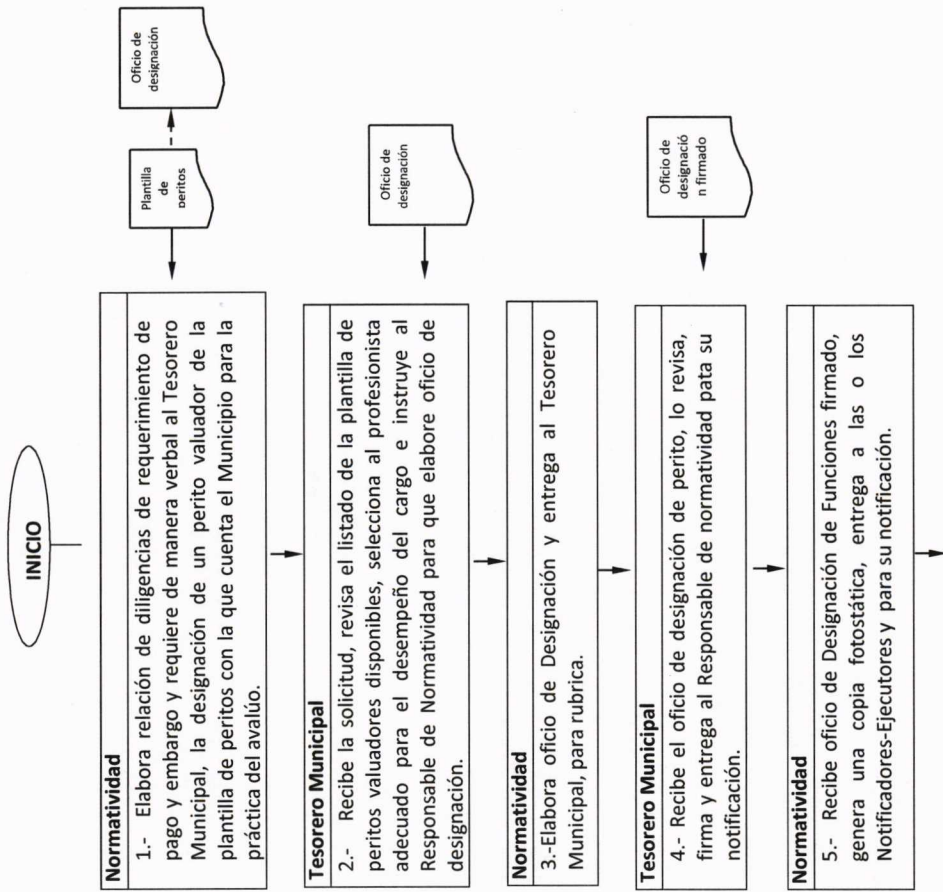 INICIO
Normatividad
1.- Elabora relación de diligencias de requerimiento de
pago y embargo y requiere de manera verbal al Tesorero
Municipal, la designación de un perito valuador de la
plantilla de peritos con la que cuenta el Municipio para la
práctica del avalúo.
Plantilla
de
peritos
Oficio de
designación
Tesorero Municipal
2.- Recibe la solicitud, revisa el listado de la plantilla de
peritos valuadores disponibles, selecciona al profesionista
adecuado para el desempeño del cargo e instruye al
Responsable de Normatividad para que elabore oficio de
designación.
Oficio de
designación
Normatividad
3.-Elabora oficio de Designación y entrega al Tesorero
Municipal, para rubrica.
Tesorero Municipal
4.- Recibe el oficio de designación de perito, lo revisa,
firma y entrega al Responsable de normatividad pata su
notificación.
Oficio de
designació
n firmado
Normatividad
5.- Recibe oficio de Designación de Funciones firmado,
genera una copia fotostática, entrega a las o los
Notificadores-Ejecutores y para su notificación.